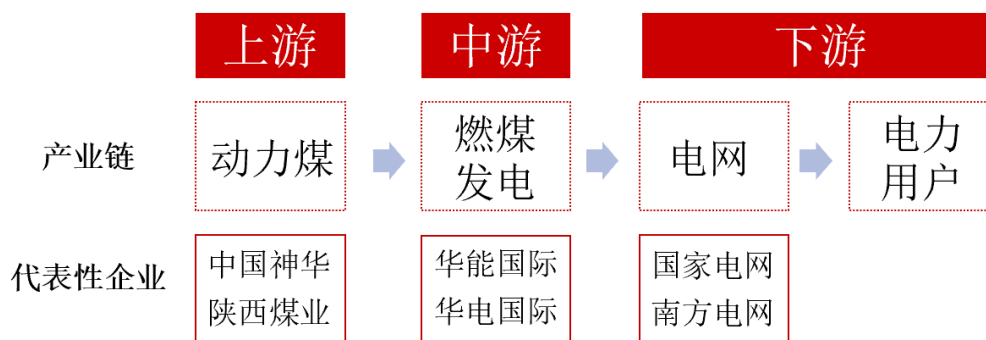 上游
中游
下游
产业链
动力煤
燃煤
发电
电网
电力
用户
代表性企业
中国神华
陕西煤业
华能国际
华电国际
国家电网
南方电网